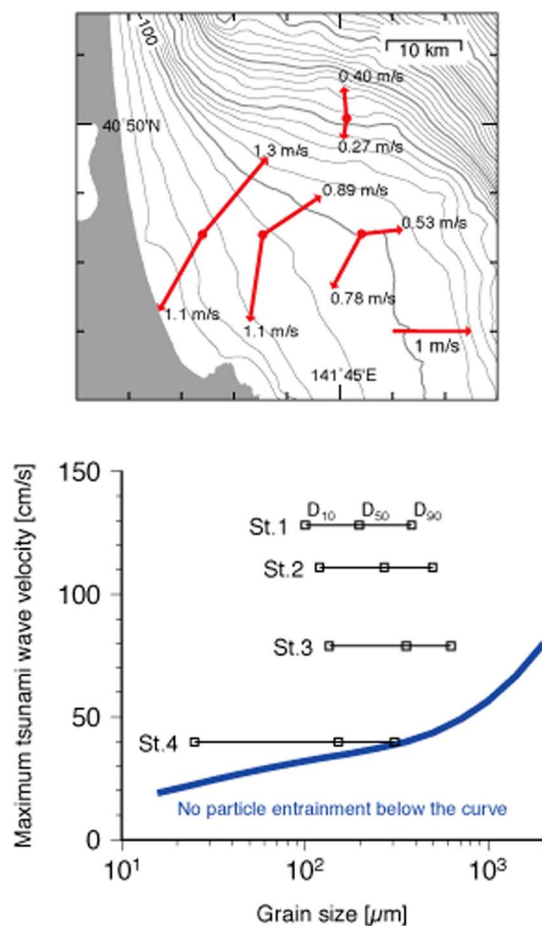 -100
10 km
0.40 m/s
40°50'N
0.27 m/s
1.3 m/s
0.89 m/s
0.53 m/s
0.78 m/s
1.1 m/s
1.1 m/s
1 m/s
141°45'E
Maximum tsunami wave velocity [cm/s]
150
100
50
0
D10 D50 D90
St.1
St.2
St.3
St.4
No particle entrainment below the curve
10¹ 10² 10³
Grain size [μm]